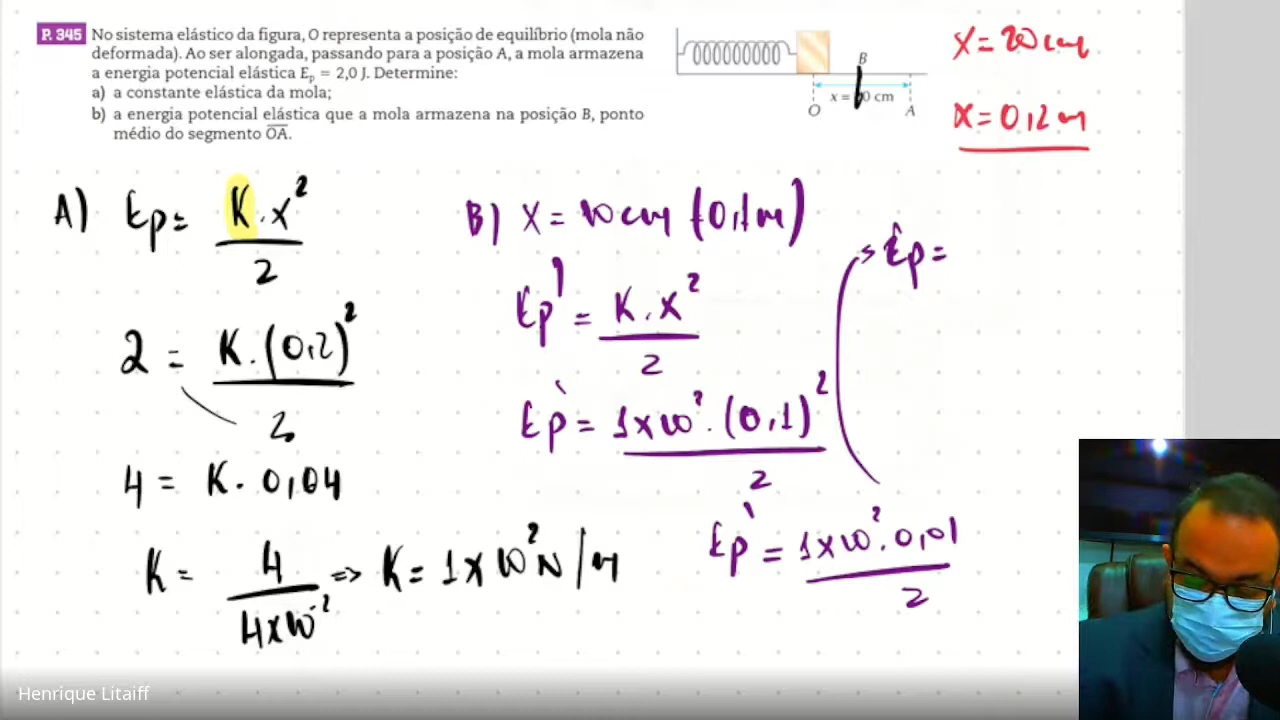 P. 345 No sistema elástico da figura, O representa a posição de equilíbrio (mola não
deformada). Ao ser alongada, passando para a posição A, a mola armazena
a energia potencial elástica Eₚ = 2,0 J. Determine:
a) a constante elástica da mola;
b) a energia potencial elástica que a mola armazena na posição B, ponto
médio do segmento OA.
B
x = 0 cm
O A
x = 20 cm
x = 0,2 m
A) Ep = K . x² / 2
2 = K . (0,2)² / 2
4 = K . 0,04
K = 4 / 4x10⁻² => K = 1 x 10² N/m
B) x = 10 cm (0,1 m)
Ep' = K . x² / 2
Ep' = 1x10² . (0,1)² / 2
Ep' = 1x10² . 0,01 / 2
Ep =
Henrique Litaiff